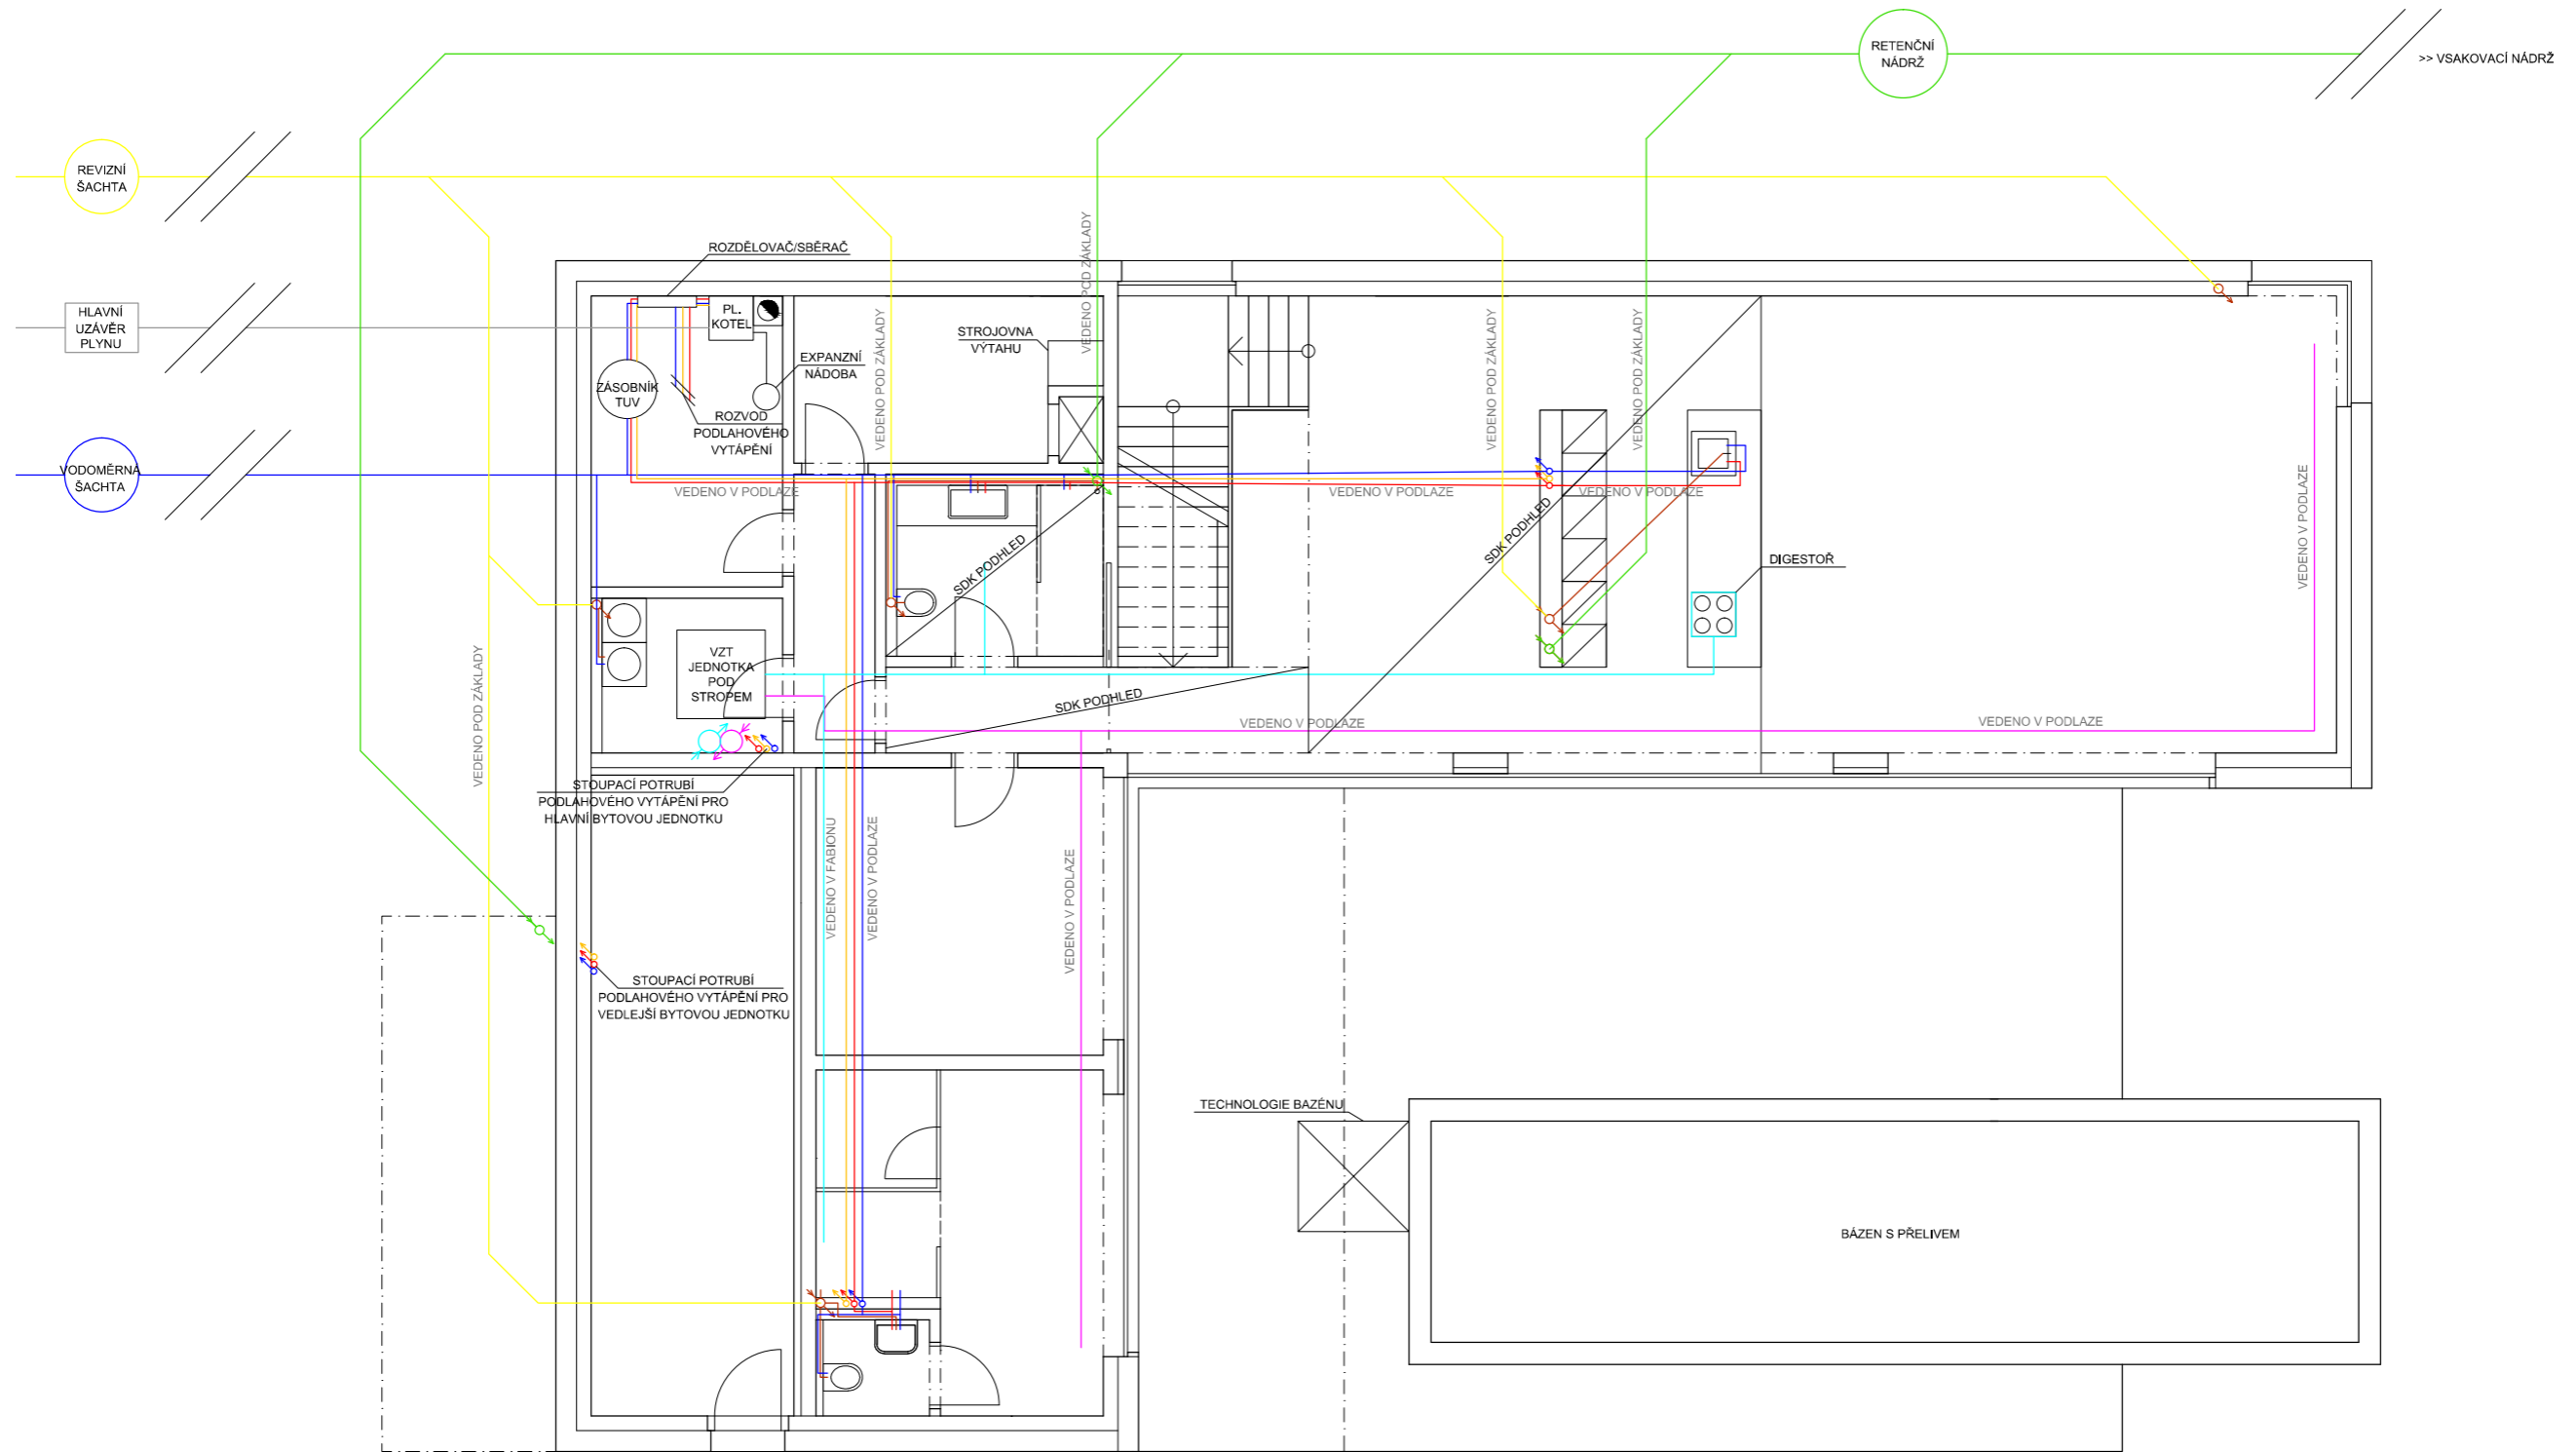 RETENČNÍ
NÁDRŽ
>> VSAKOVACÍ NÁDRŽ
REVIZNÍ
ŠACHTA
HLAVNÍ
UZÁVĚR
PLYNU
VODOMĚRNÁ
ŠACHTA
ROZDĚLOVAČ/SBĚRAČ
PL.
KOTEL
EXPANZNÍ
NÁDOBA
ZÁSOBNÍK
TUV
ROZVOD
PODLAHOVÉHO
VYTÁPĚNÍ
STROJOVNA
VÝTAHU
VEDENO POD ZÁKLADY
VEDENO POD ZÁKLADY
VEDENO POD ZÁKLADY
VEDENO POD ZÁKLADY
VEDENO V PODLAZE
VEDENO V PODLAZE
VEDENO V PODLAZE
VEDENO V PODLAZE
SDK PODHLED
SDK PODHLED
SDK PODHLED
DIGESTOŘ
VZT
JEDNOTKA
POD
STROPEM
VEDENO POD ZÁKLADY
VEDENO V PODLAZE
VEDENO V PODLAZE
STOUPACÍ POTRUBÍ
PODLAHOVÉHO VYTÁPĚNÍ PRO
HLAVNÍ BYTOVOU JEDNOTKU
VEDENO V FABIONU
VEDENO V PODLAZE
VEDENO V PODLAZE
STOUPACÍ POTRUBÍ
PODLAHOVÉHO VYTÁPĚNÍ PRO
VEDLEJŠÍ BYTOVOU JEDNOTKU
TECHNOLOGIE BAZÉNU
BÁZEN S PŘELIVEM